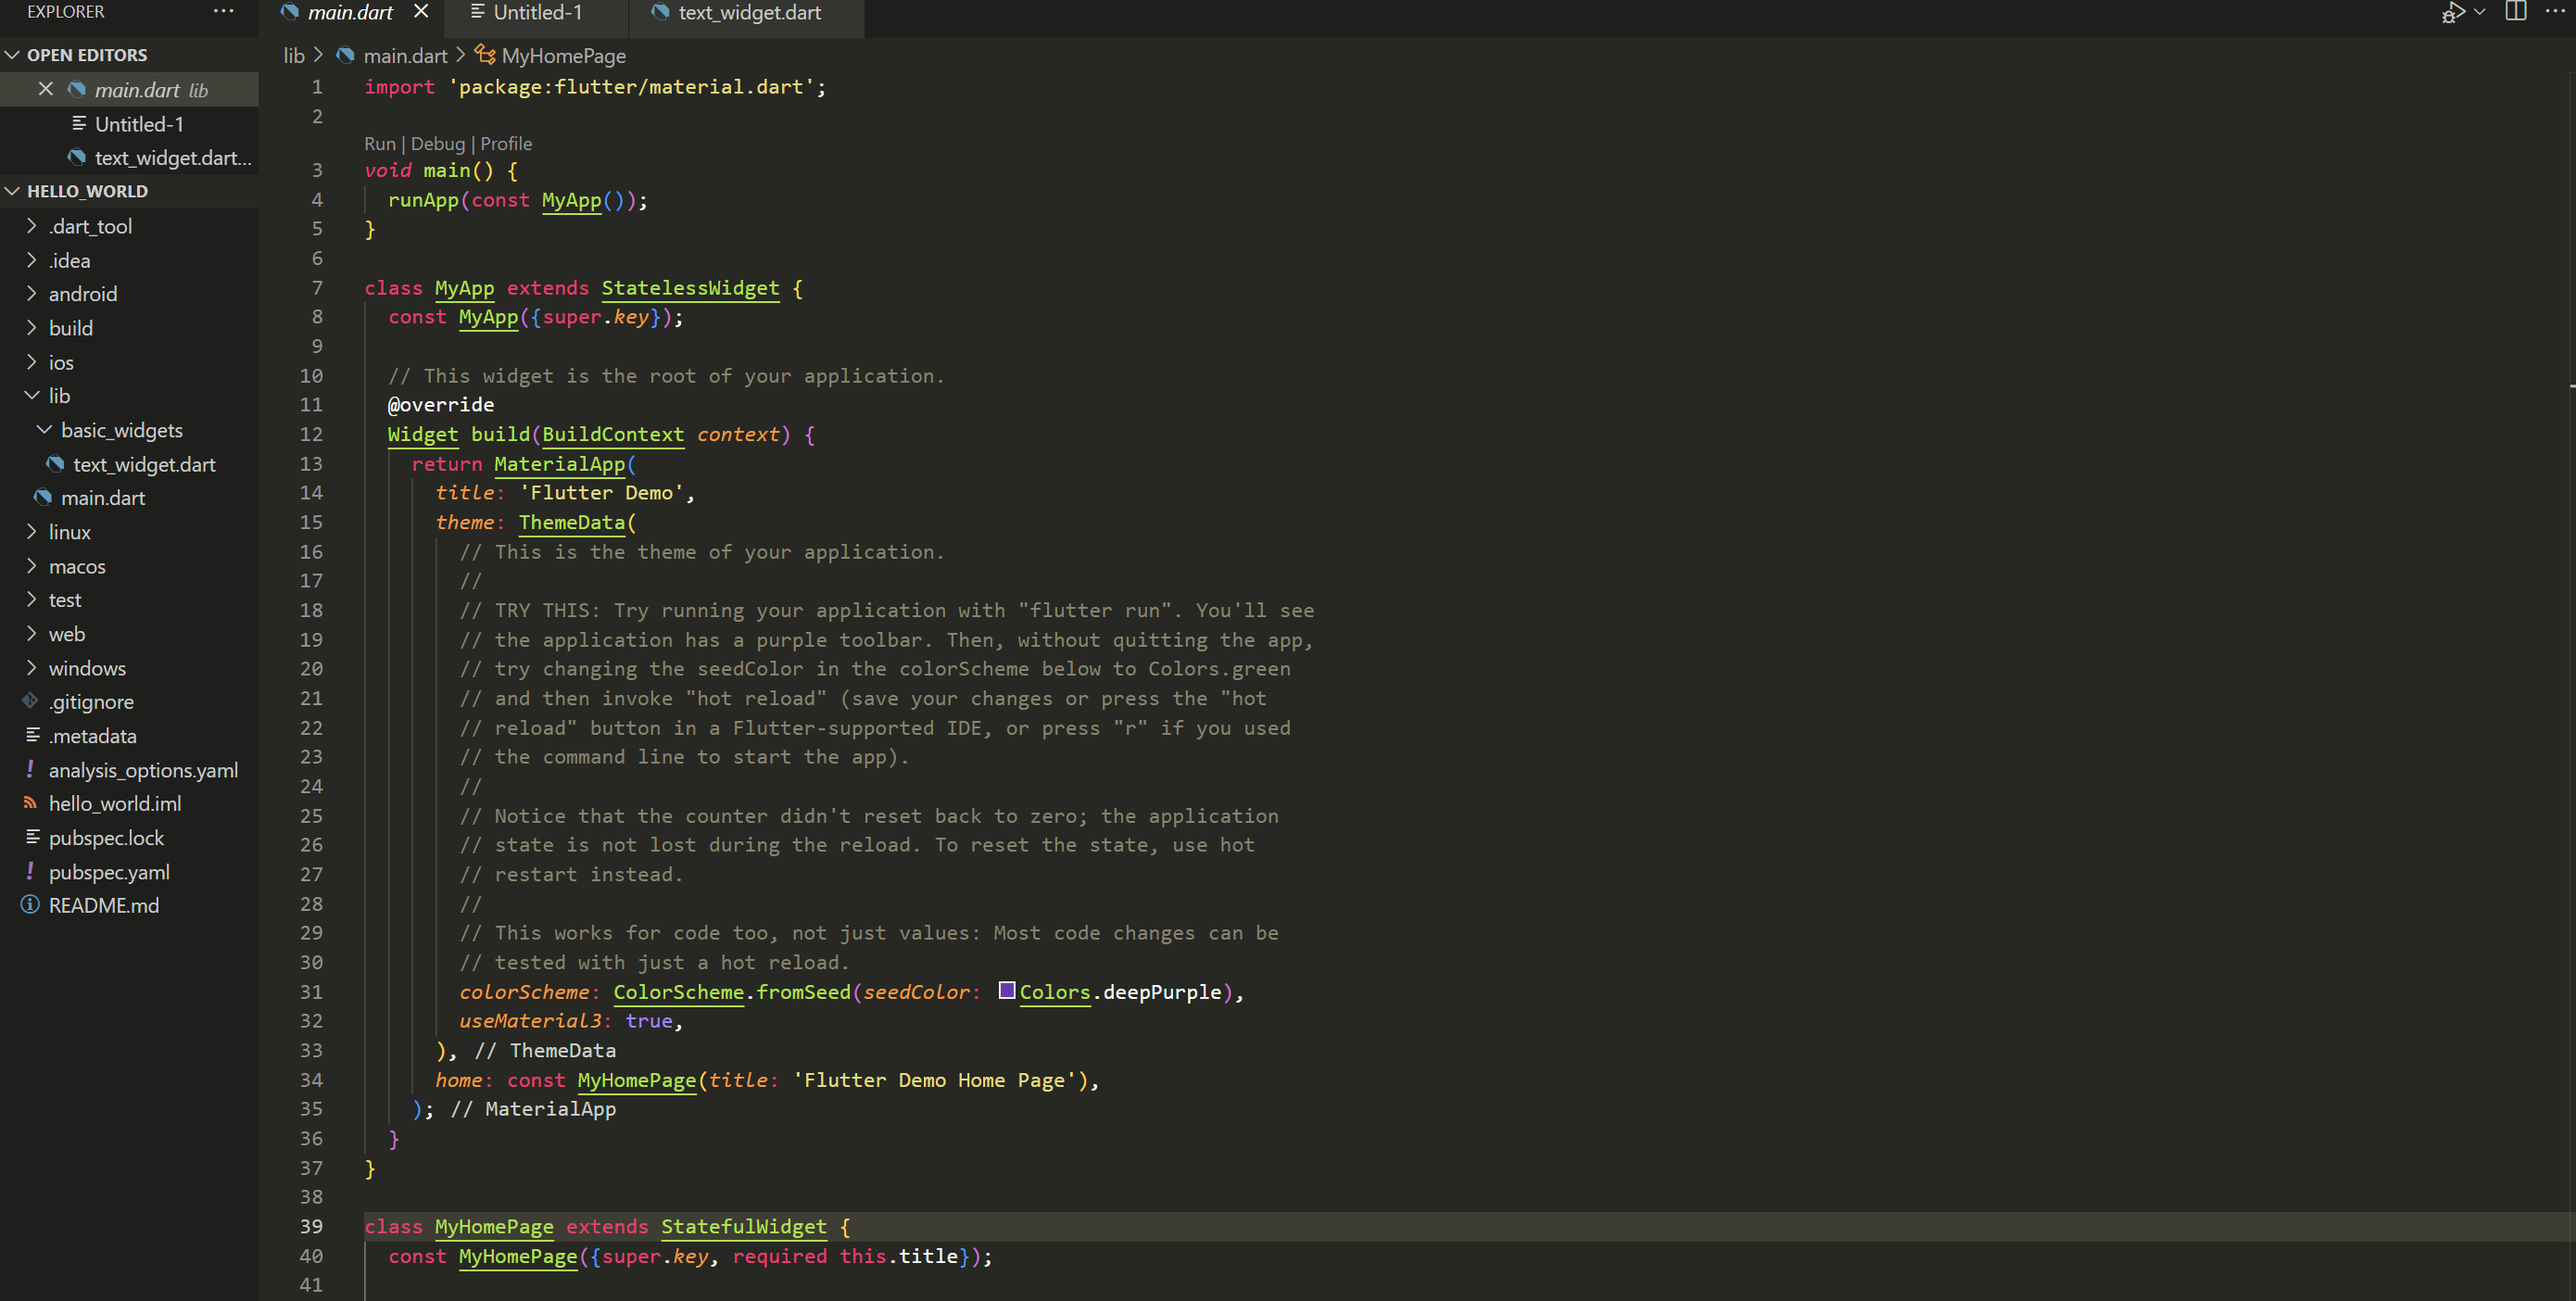 EXPLORER
main.dart
Untitled-1
text_widget.dart
OPEN EDITORS
main.dart lib
Untitled-1
text_widget.dart...
HELLO_WORLD
.dart_tool
.idea
android
build
ios
lib
basic_widgets
text_widget.dart
main.dart
linux
macos
test
web
windows
.gitignore
.metadata
analysis_options.yaml
hello_world.iml
pubspec.lock
pubspec.yaml
README.md
lib > main.dart > MyHomePage
1 import 'package:flutter/material.dart';
2
Run | Debug | Profile
3 void main() {
4 runApp(const MyApp());
5 }
6
7 class MyApp extends StatelessWidget {
8 const MyApp({super.key});
9
10 // This widget is the root of your application.
11 @override
12 Widget build(BuildContext context) {
13 return MaterialApp(
14 title: 'Flutter Demo',
15 theme: ThemeData(
16 // This is the theme of your application.
17 //
18 // TRY THIS: Try running your application with "flutter run". You'll see
19 // the application has a purple toolbar. Then, without quitting the app,
20 // try changing the seedColor in the colorScheme below to Colors.green
21 // and then invoke "hot reload" (save your changes or press the "hot
22 // reload" button in a Flutter-supported IDE, or press "r" if you used
23 // the command line to start the app).
24 //
25 // Notice that the counter didn't reset back to zero; the application
26 // state is not lost during the reload. To reset the state, use hot
27 // restart instead.
28 //
29 // This works for code too, not just values: Most code changes can be
30 // tested with just a hot reload.
31 colorScheme: ColorScheme.fromSeed(seedColor: Colors.deepPurple),
32 useMaterial3: true,
33 ), // ThemeData
34 home: const MyHomePage(title: 'Flutter Demo Home Page'),
35 ); // MaterialApp
36 }
37 }
38
39 class MyHomePage extends StatefulWidget {
40 const MyHomePage({super.key, required this.title});
41